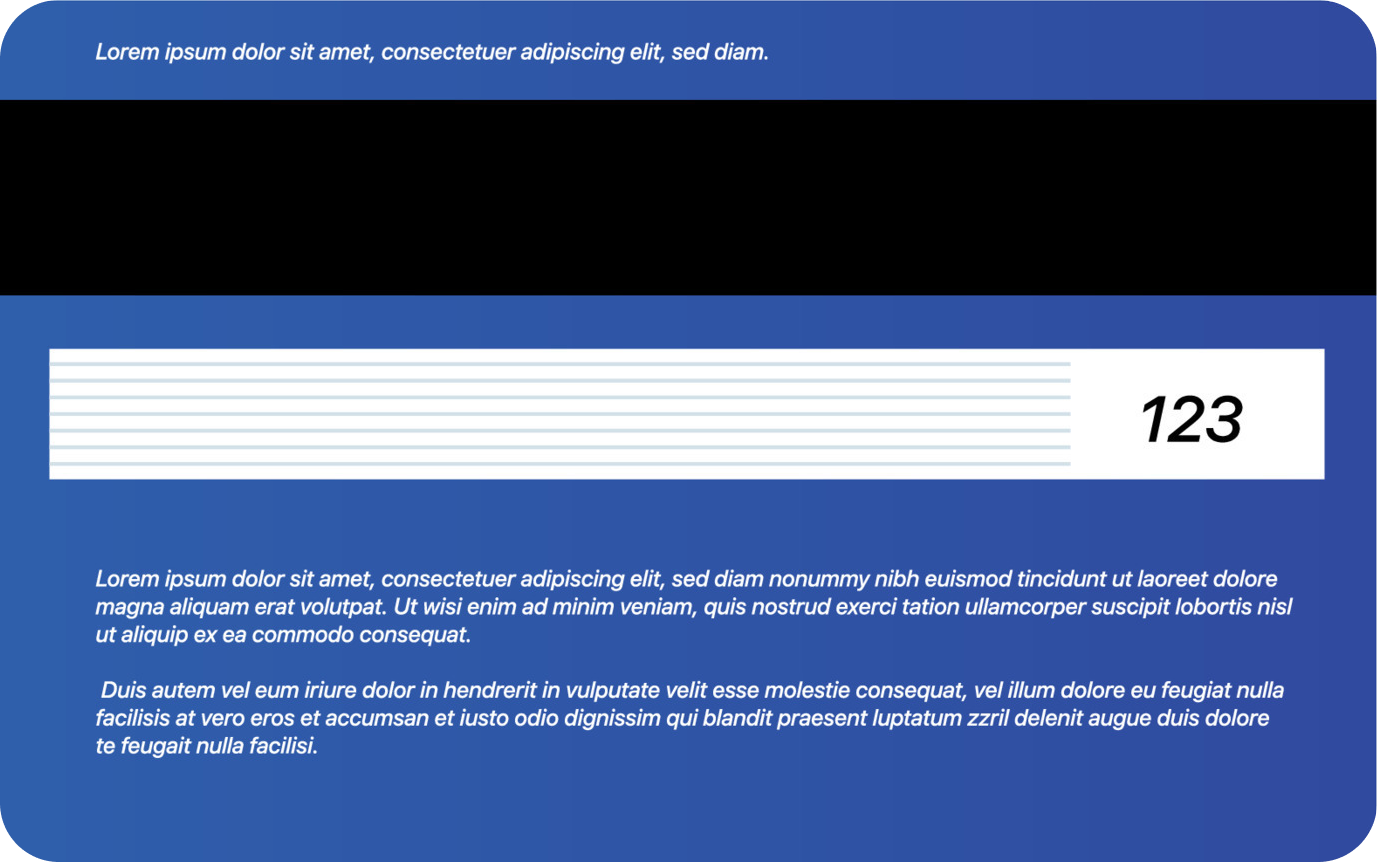 Lorem ipsum dolor sit amet, consectetuer adipiscing elit, sed diam.
123
Lorem ipsum dolor sit amet, consectetuer adipiscing elit, sed diam nonummy nibh euismod tincidunt ut laoreet dolore
magna aliquam erat volutpat. Ut wisi enim ad minim veniam, quis nostrud exerci tation ullamcorper suscipit lobortis nisl
ut aliquip ex ea commodo consequat.
Duis autem vel eum iriure dolor in hendrerit in vulputate velit esse molestie consequat, vel illum dolore eu feugiat nulla
facilisis at vero eros et accumsan et iusto odio dignissim qui blandit praesent luptatum zzril delenit augue duis dolore
te feugait nulla facilisi.